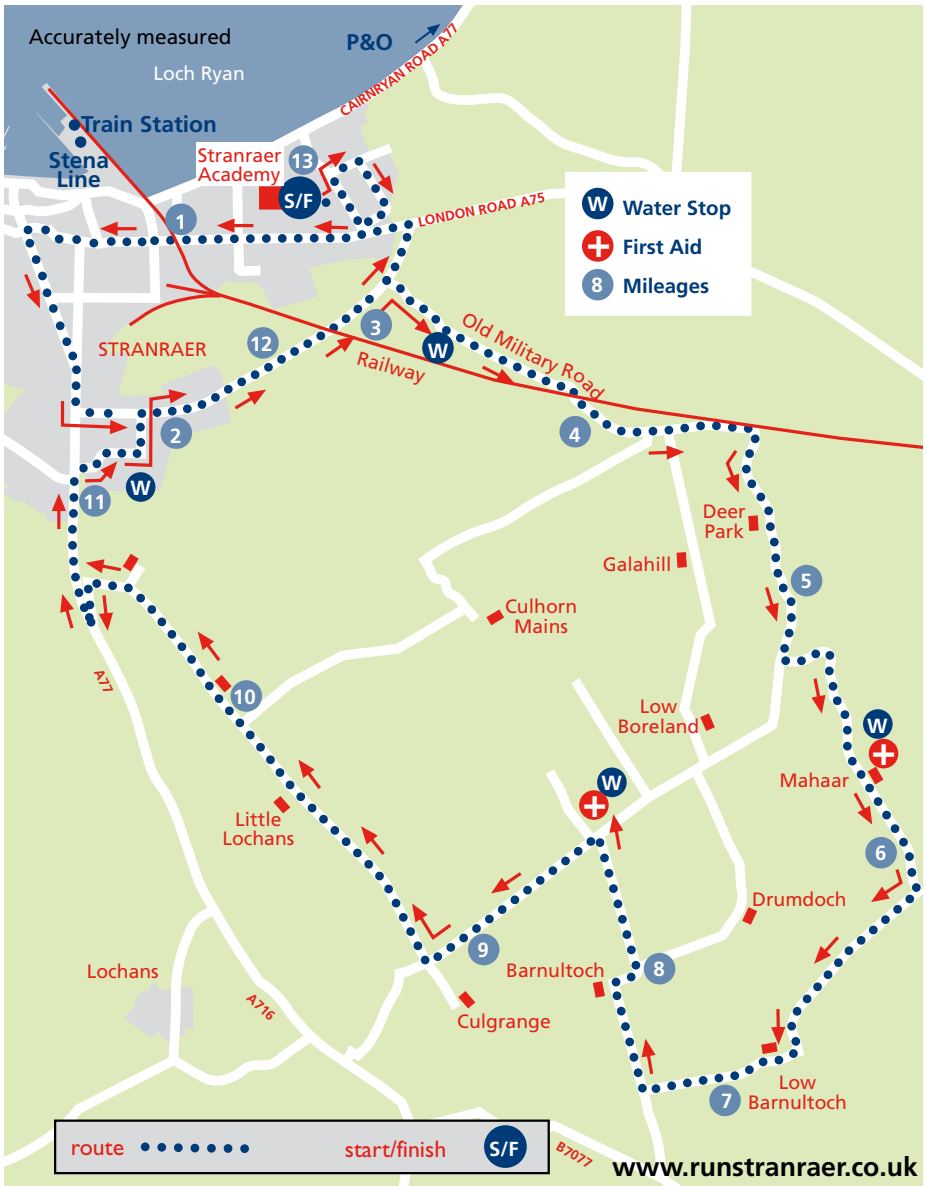 Accurately measured
P&O
CAIRNRYAN ROAD A77
Loch Ryan
Train Station
Stena
Line
Stranraer
Academy
13
S/F
LONDON ROAD A75
1
W Water Stop
First Aid
8 Mileages
STRANRAER
12
3
W
Old Military Road
Railway
2
4
W
11
Deer
Park
Galahill
5
Culhorn
Mains
A77
10
Low
Boreland
W
Mahaar
W
Little
Lochans
6
Drumdoch
9
8
Lochans
Barnultoch
A716
Culgrange
7
Low
Barnultoch
route
start/finish
S/F
B7077
www.runstranraer.co.uk